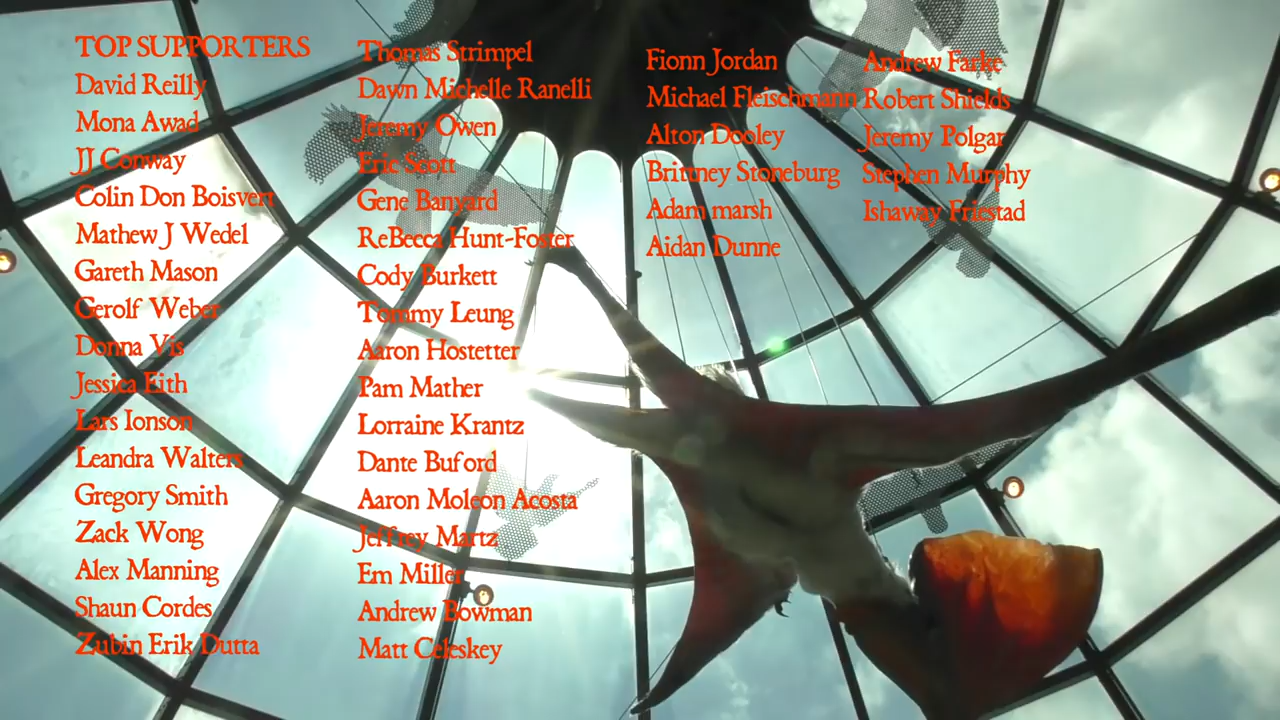 TOP SUPPORTERS
David Reilly
Mona Awad
JJ Conway
Colin Don Boisvert
Mathew J Wedel
Gareth Mason
Gerolf Weber
Donna Vis
Jessica Eith
Lars Ionson
Leandra Walters
Gregory Smith
Zack Wong
Alex Manning
Shaun Cordes
Zubin Erik Dutta
Thomas Strimpel
Dawn Michelle Ranelli
Jeremy Owen
Eric Scott
Gene Banyard
ReBecca Hunt-Foster
Cody Burkett
Tommy Leung
Aaron Hostetter
Pam Mather
Lorraine Krantz
Dante Buford
Aaron Moleon Acosta
Jeffrey Martz
Em Miller
Andrew Bowman
Matt Celeskey
Fionn Jordan
Michael Fleischmann
Alton Dooley
Brittney Stoneburg
Adam marsh
Aidan Dunne
Andrew Farke
Robert Shields
Jeremy Polgar
Stephen Murphy
Ishaway Friestad